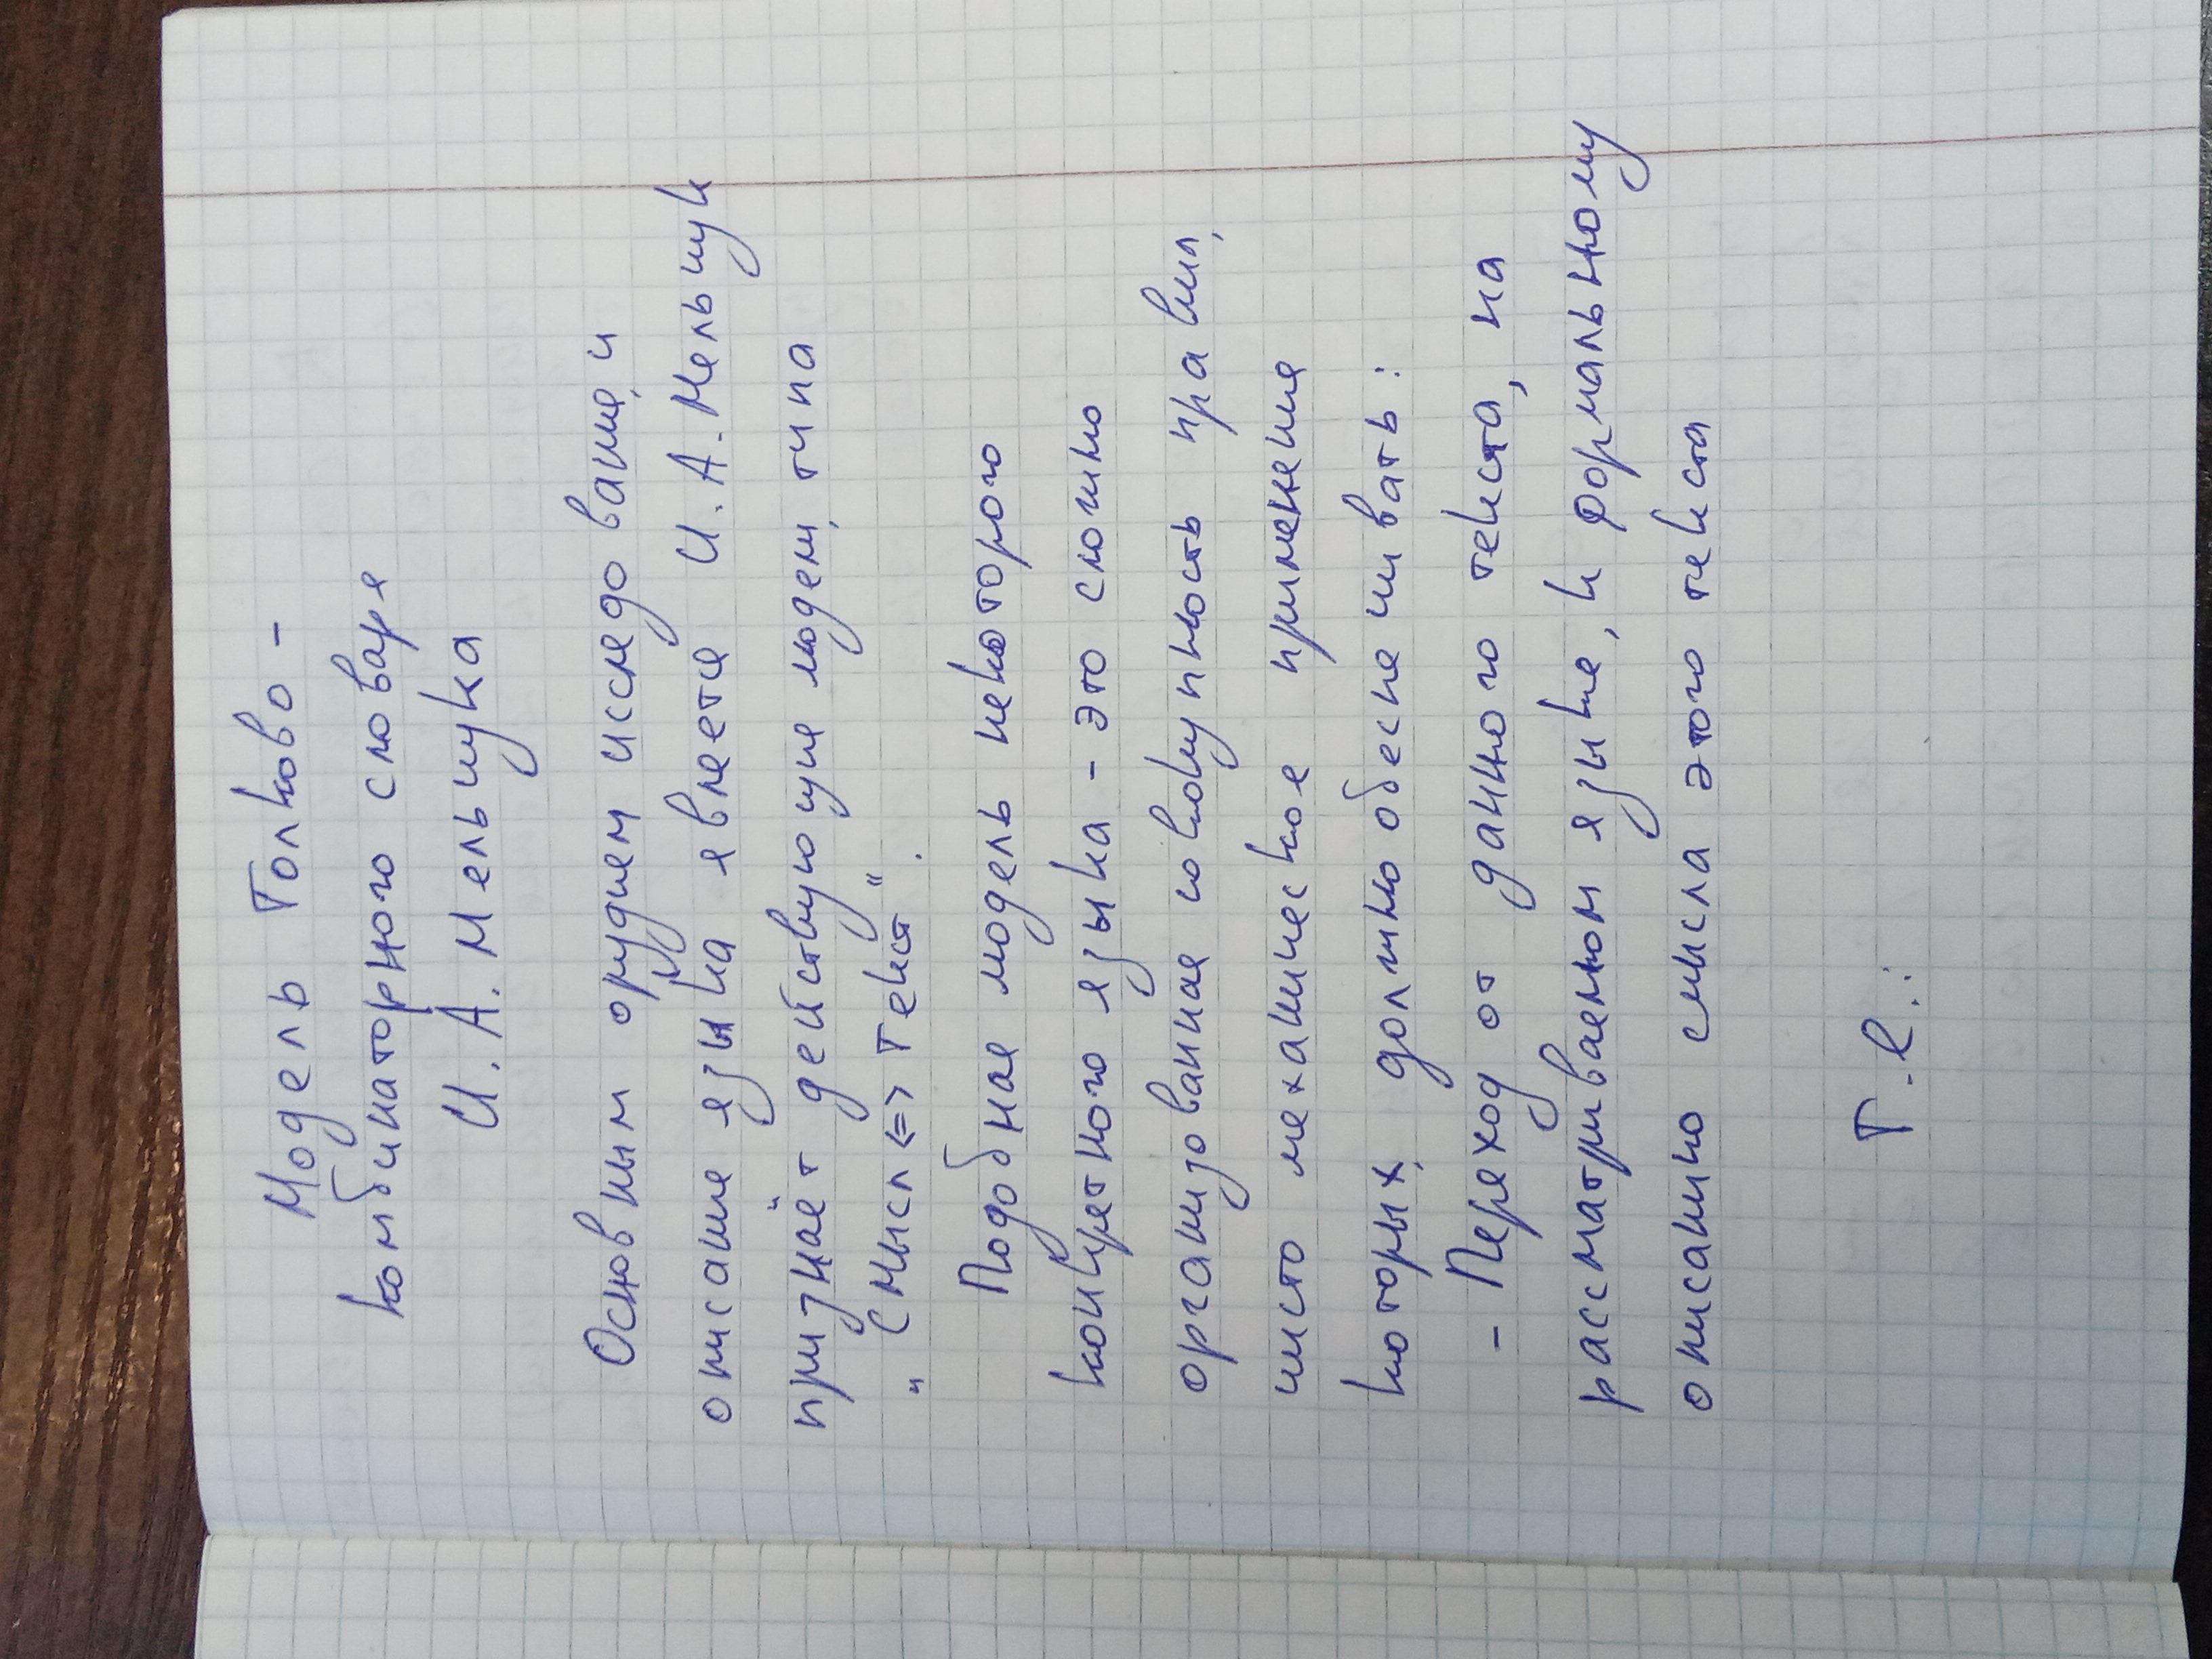 Модель Толково-
комбинаторного словаря
И. А. Мельчука
Основным орудием исследования, и
описания языка является И. А. Мельчук
признаёт действующие модели, типа
„Смысл <=> Текст".
Подобная модель некоторого
конкретного языка - это сложно
организованная совокупность правил,
чисто механическое применение
которых, должно обеспечивать:
- Переход от данного текста, на
рассматриваемом языке, к формальному
описанию смысла этого текста
Т.е.: